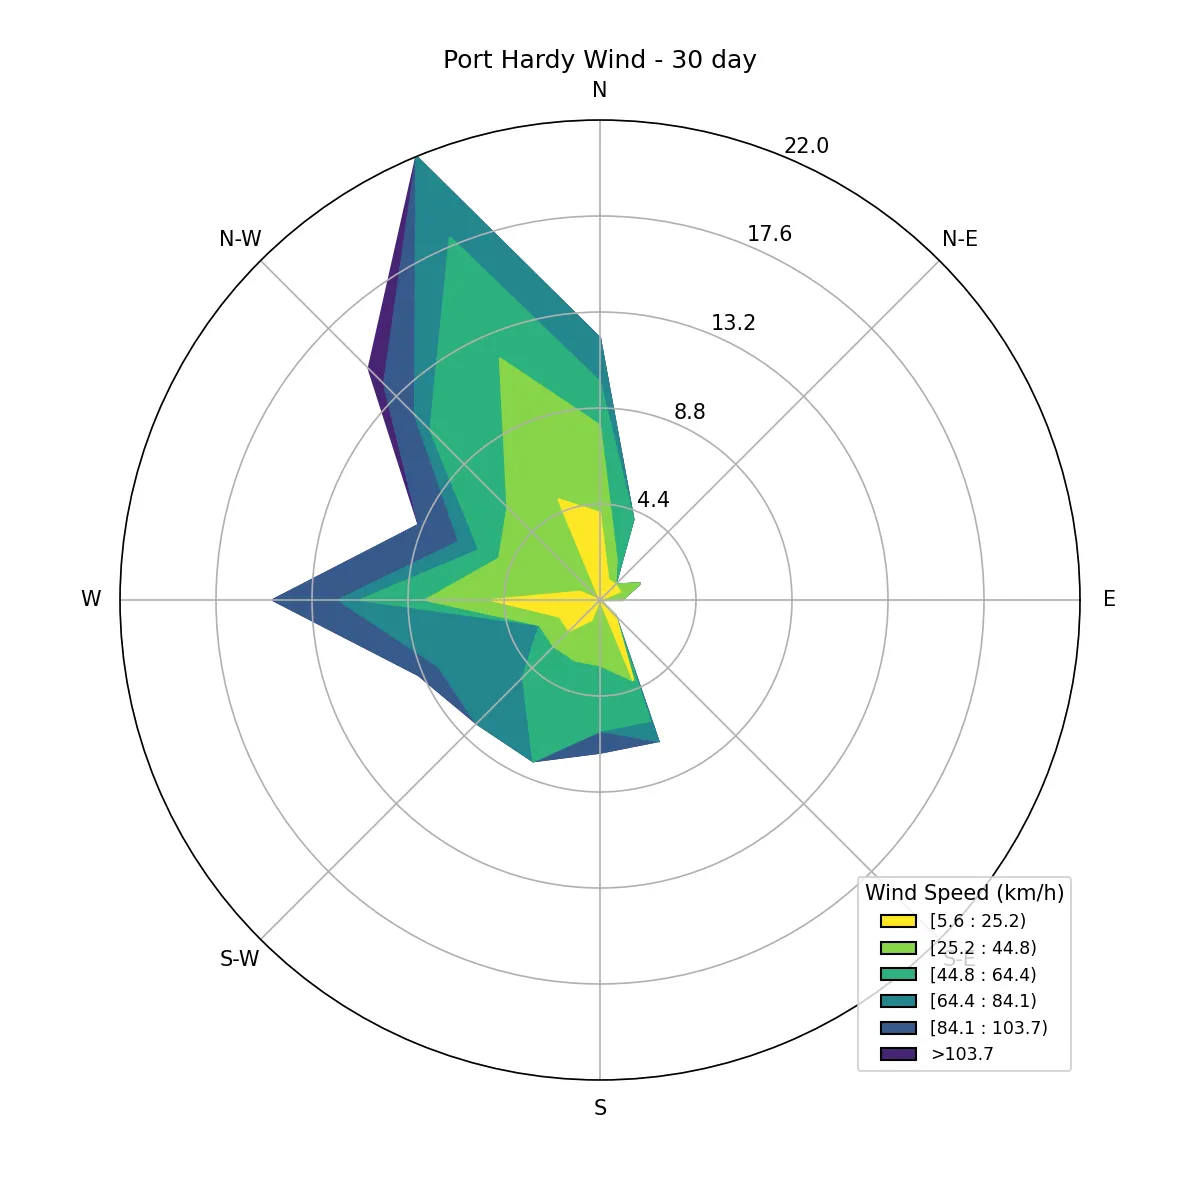 Port Hardy Wind - 30 day
N
22.0
N-W
17.6
N-E
13.2
8.8
4.4
W
E
S-W
S-E
S
Wind Speed (km/h)
[5.6 : 25.2)
[25.2 : 44.8)
[44.8 : 64.4)
[64.4 : 84.1)
[84.1 : 103.7)
>103.7